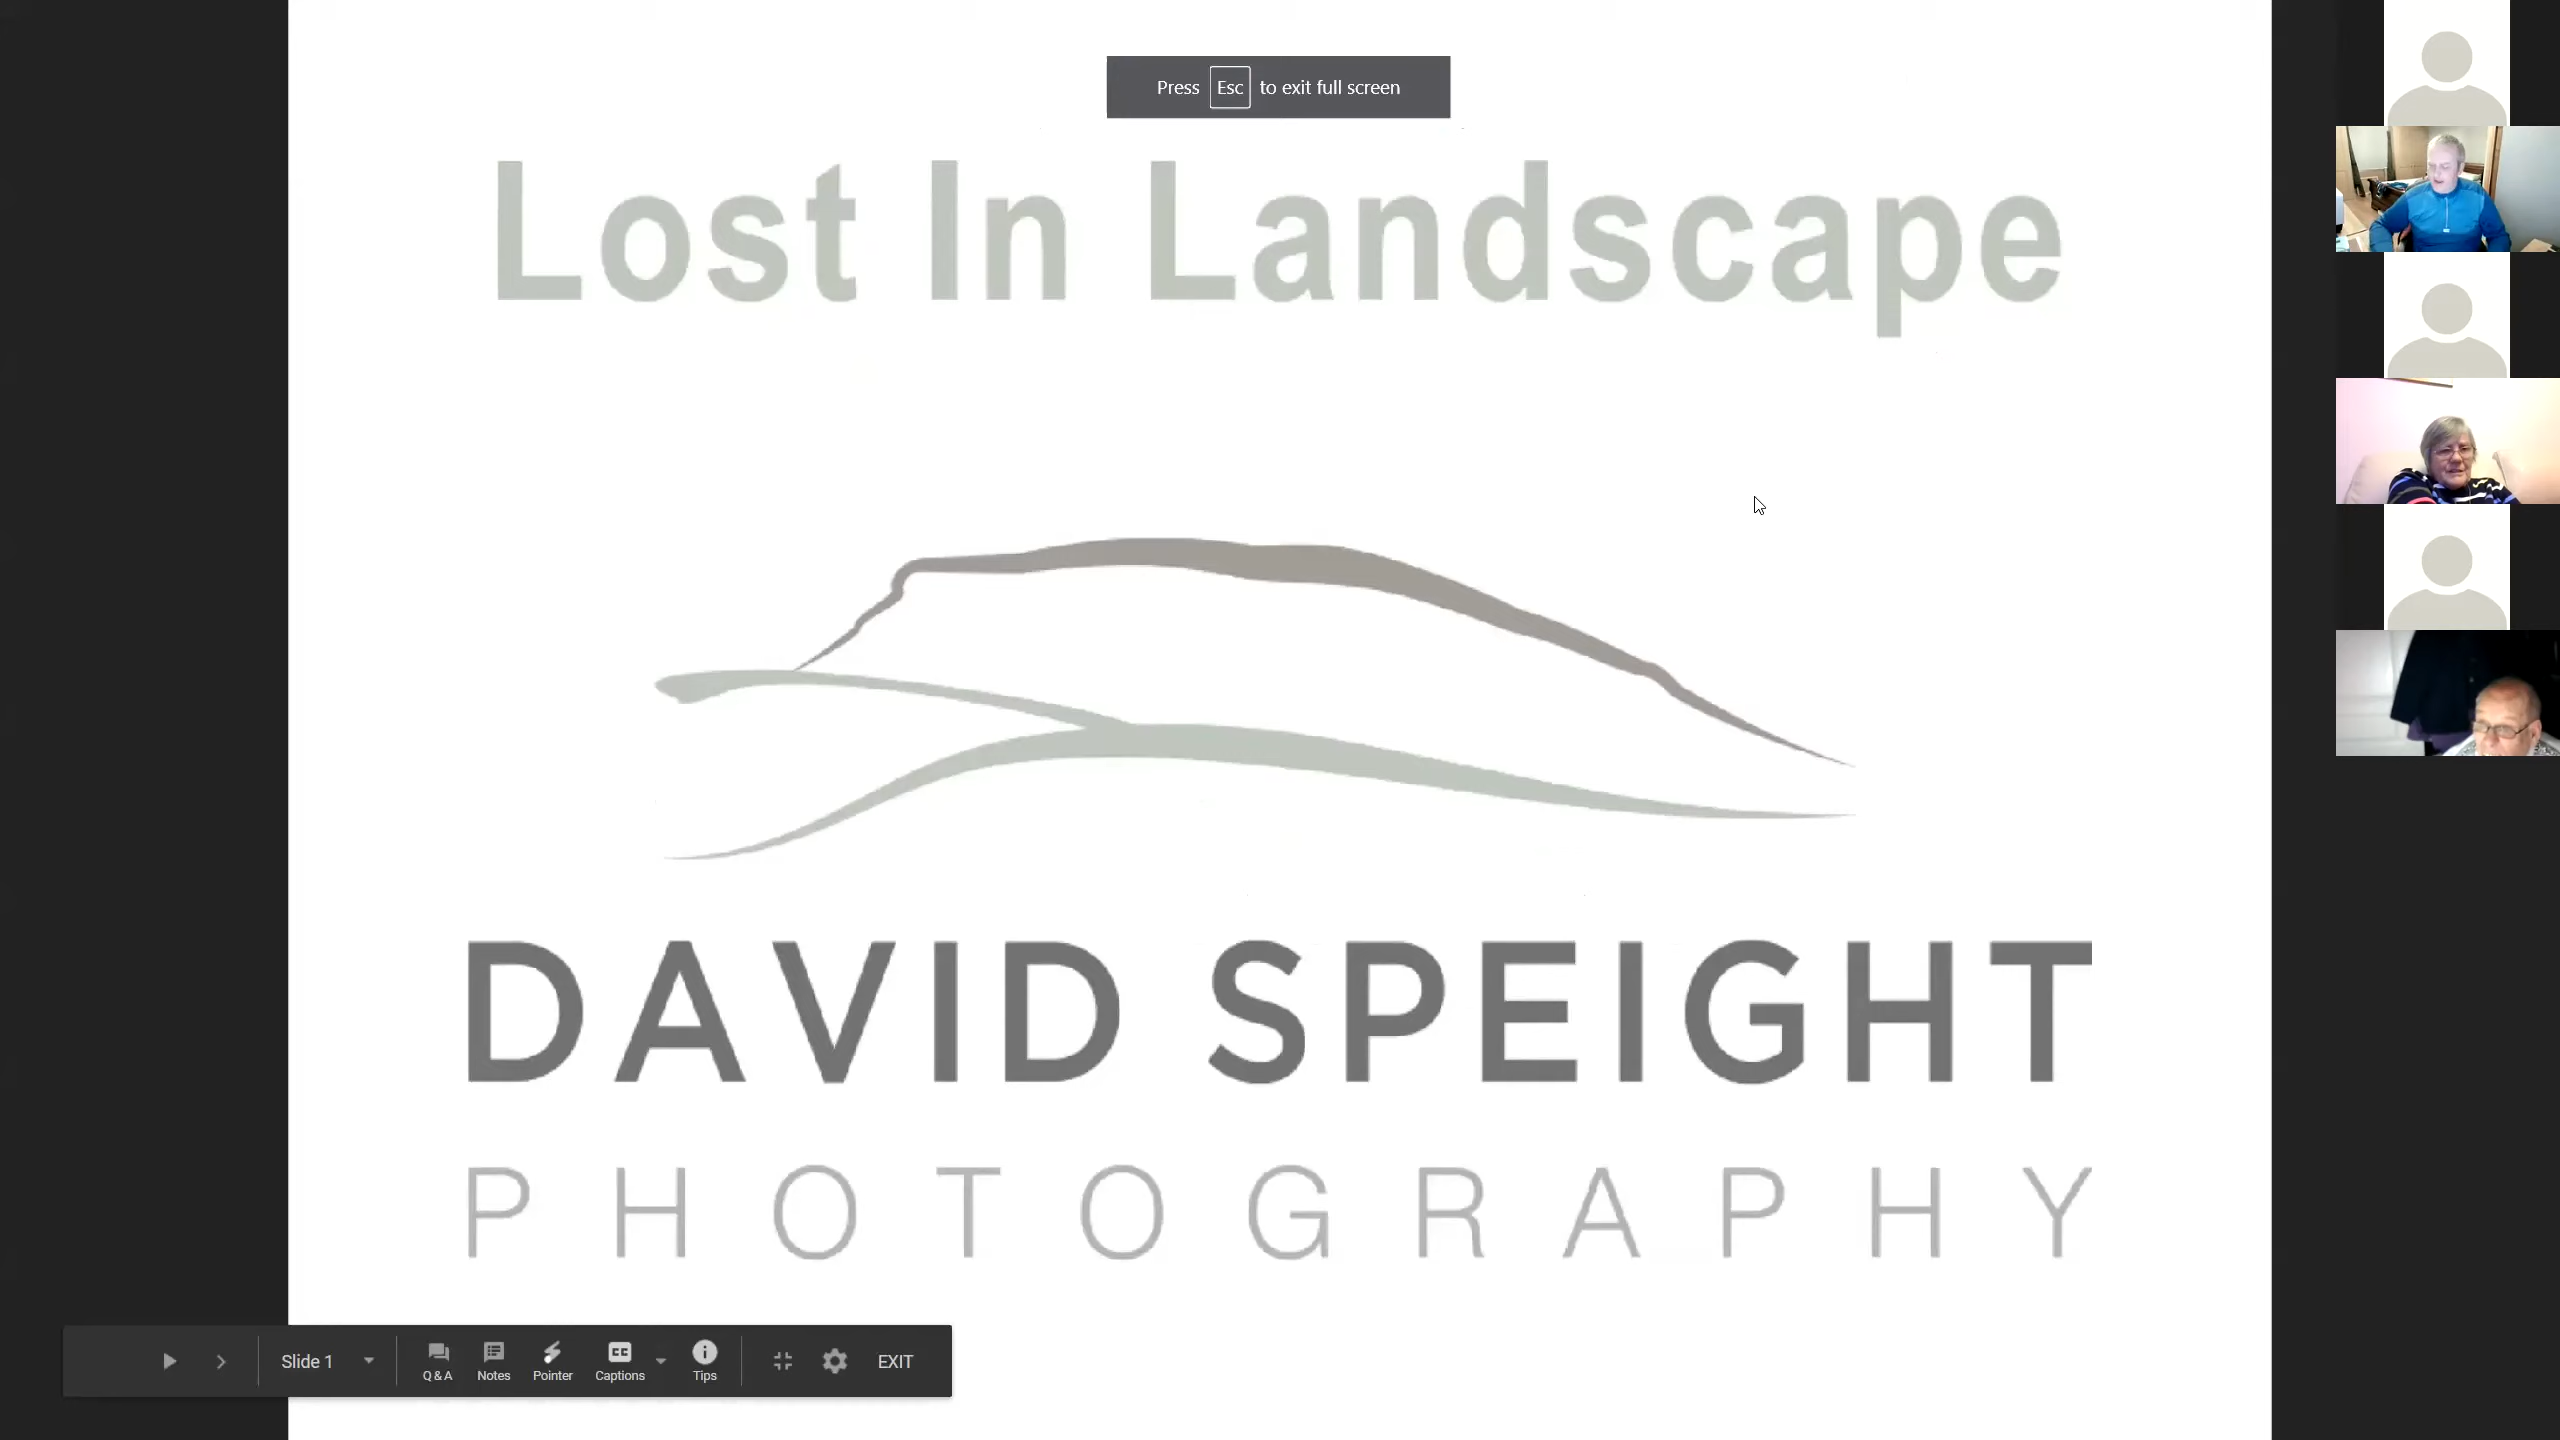 Press Esc to exit full screen
Lost In Landscape
DAVID SPEIGHT
PHOTOGRAPHY
Slide 1
Q & A Notes Pointer Captions Tips
EXIT